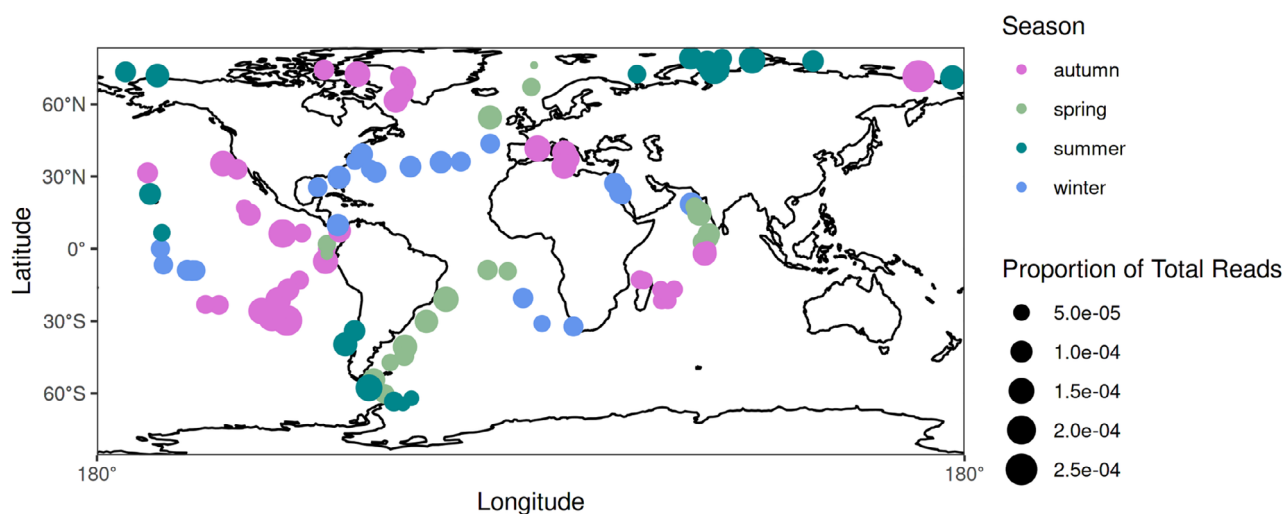 60°N
30°N
0°
30°S
60°S
Latitude
180°
180°
Longitude
Season
autumn
spring
summer
winter
Proportion of Total Reads
5.0e-05
1.0e-04
1.5e-04
2.0e-04
2.5e-04